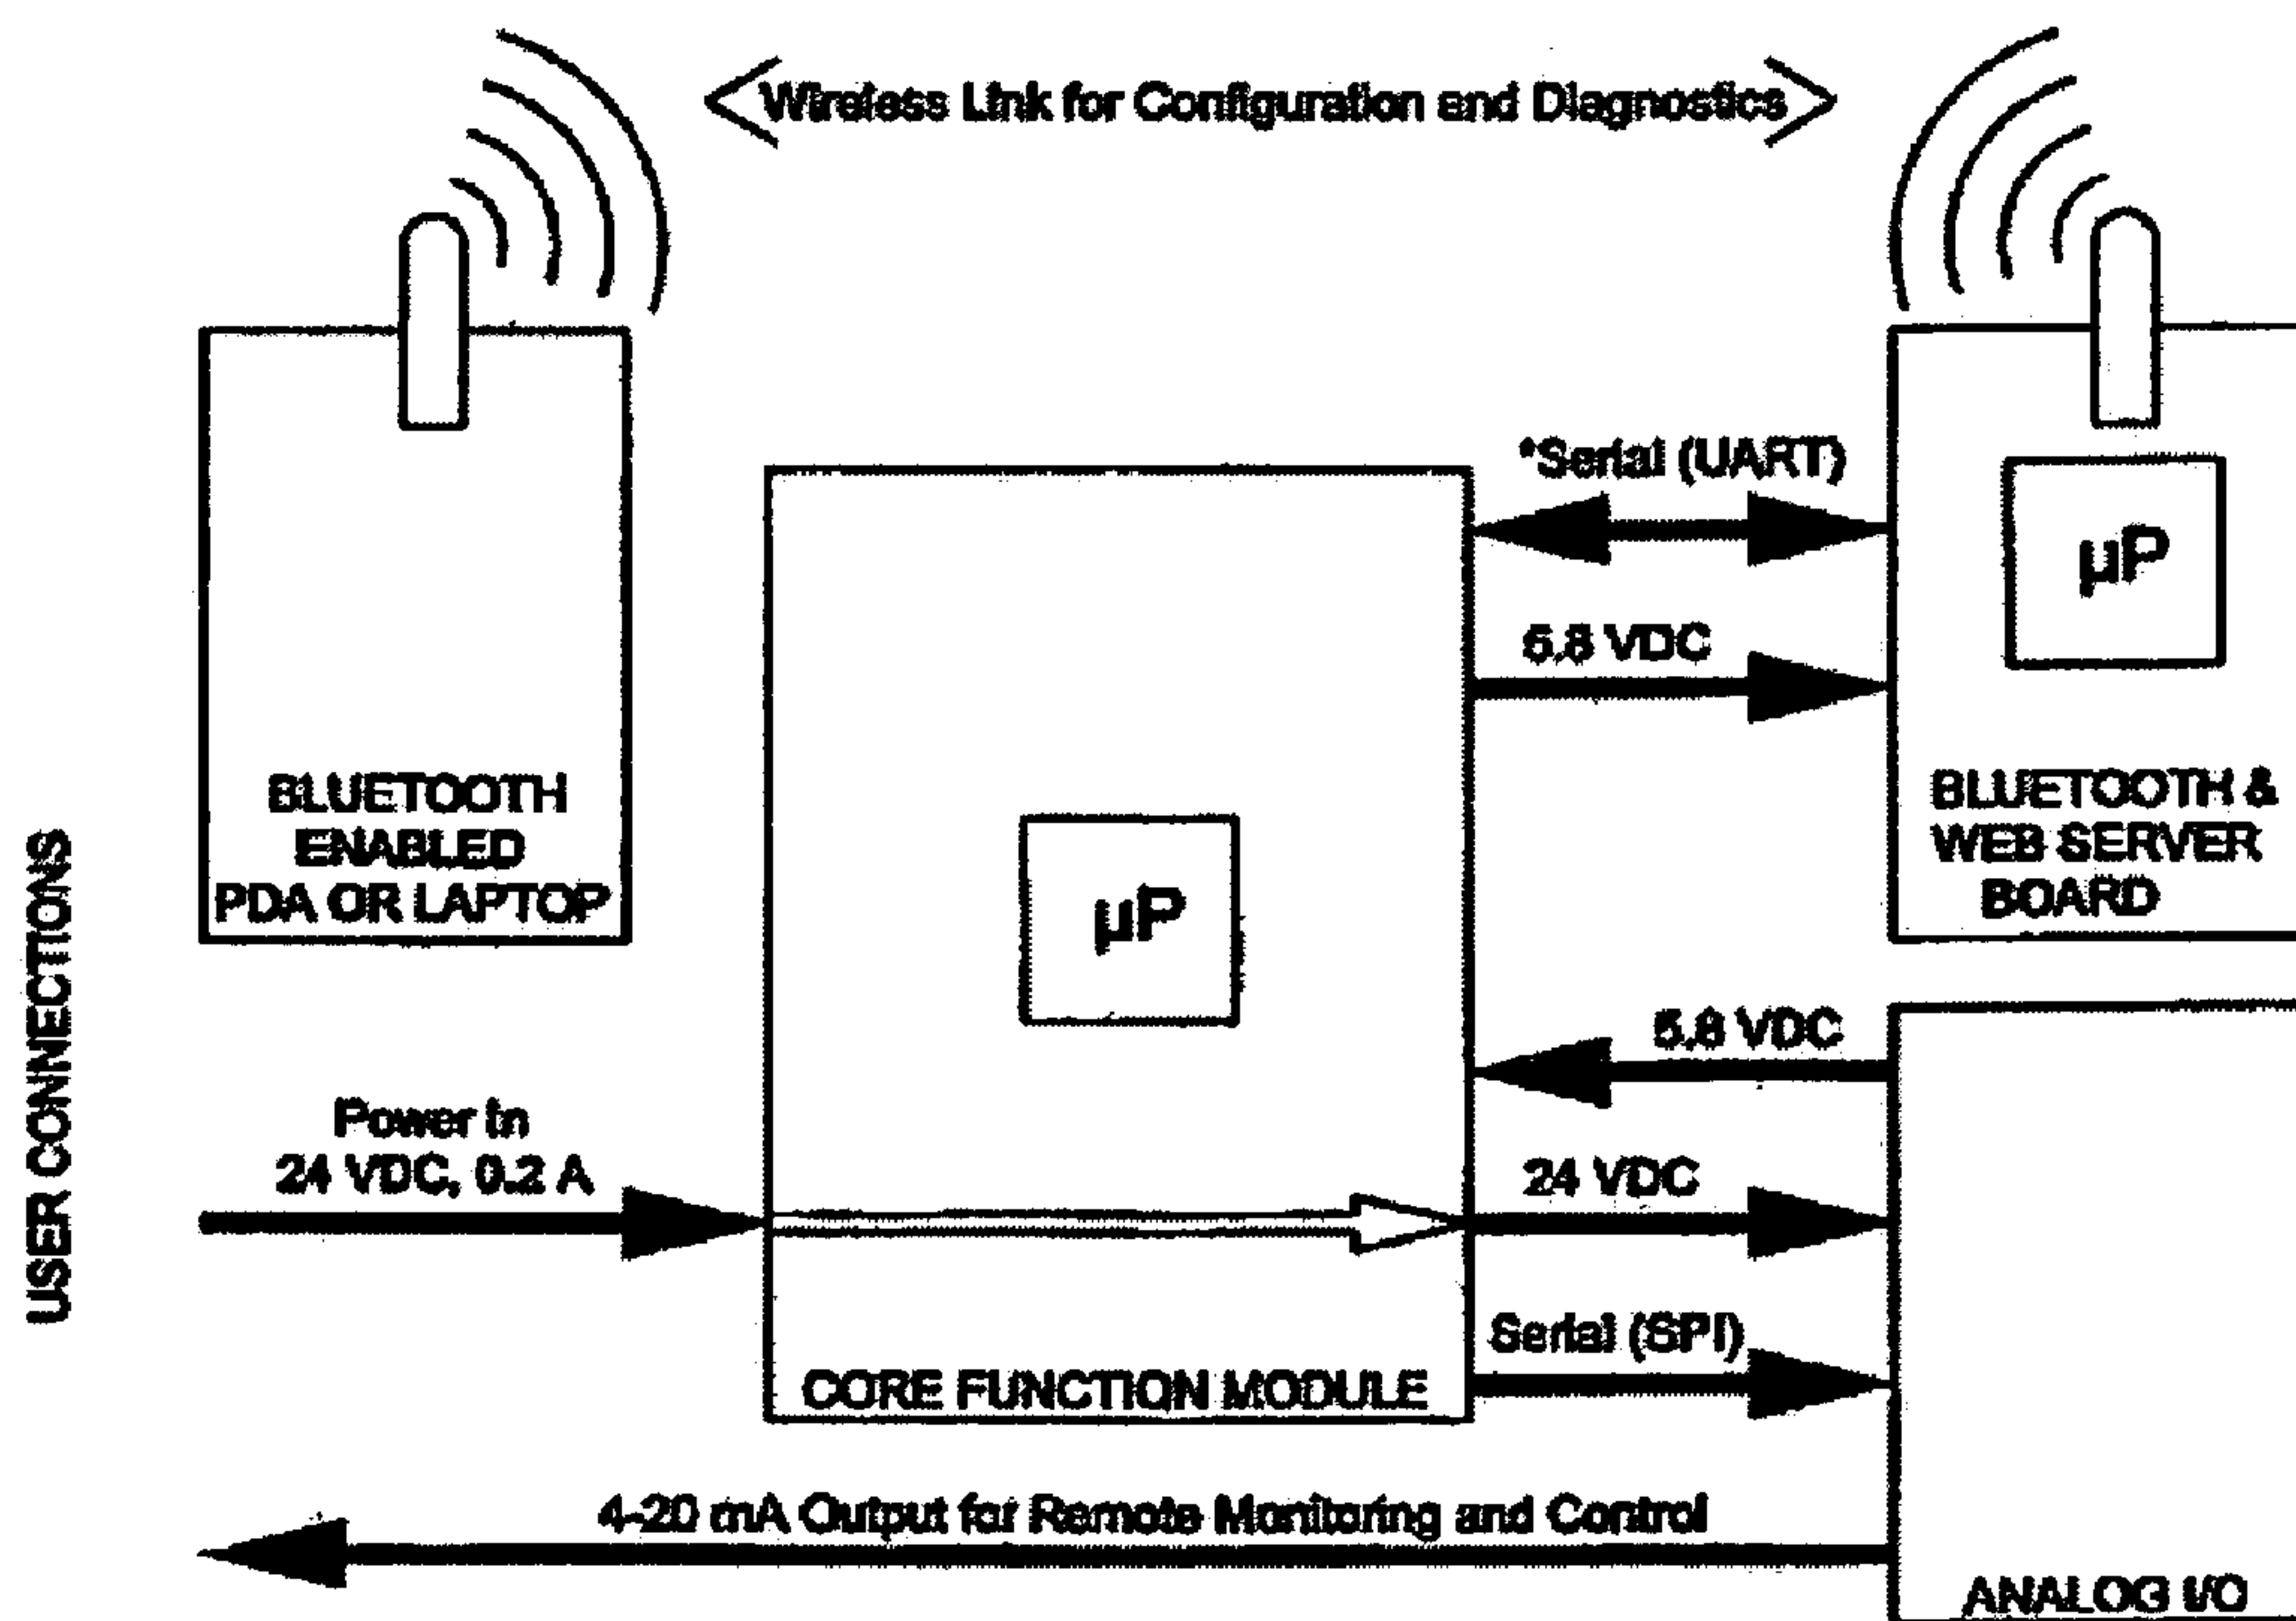 Wireless Link for Configuration and Diagnostics
*Serial (UART)
µP
5.8 VDC
BLUETOOTH
ENABLED
PDA OR LAPTOP
BLUETOOTH &
WEB SERVER
BOARD
µP
USER CONNECTIONS
5.8 VDC
Power In
24 VDC, 0.2 A
24 VDC
Serial (SPI)
CORE FUNCTION MODULE
4-20 mA Output for Remote Monitoring and Control
ANALOG I/O